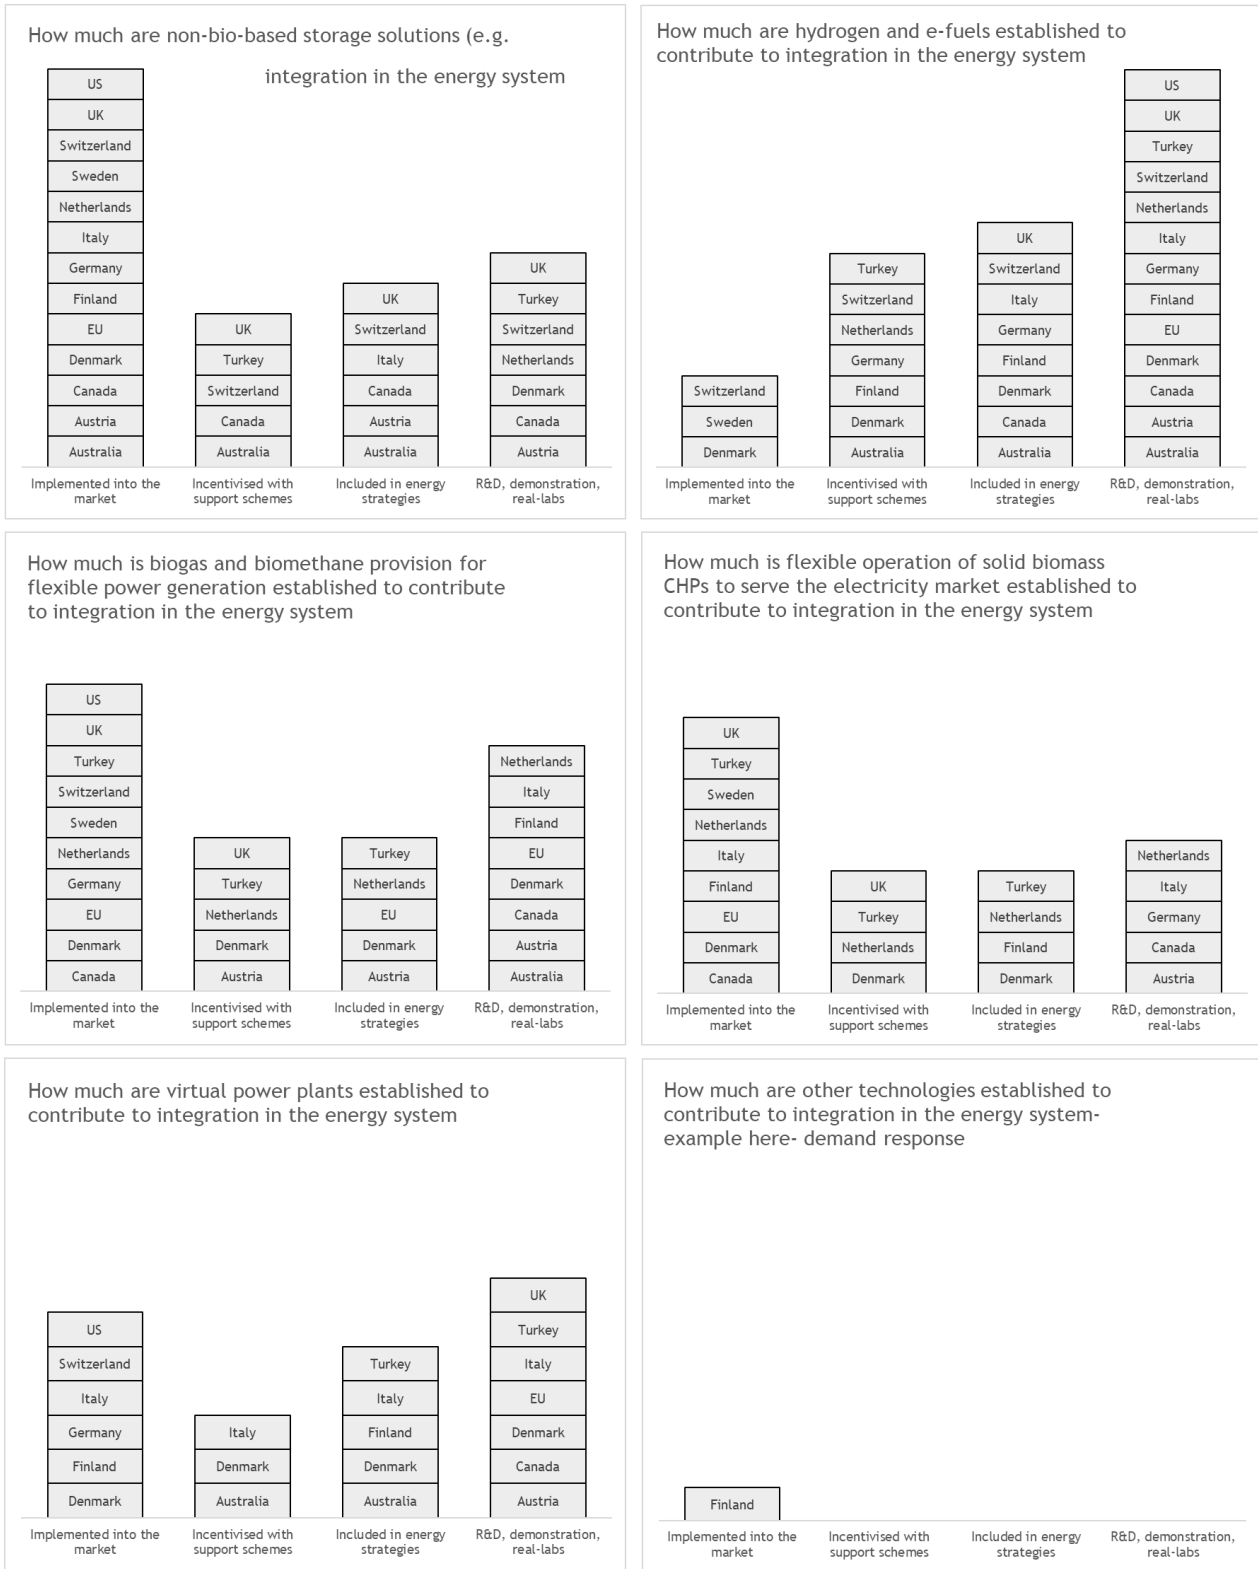 How much are non-bio-based storage solutions (e.g.
integration in the energy system
US
UK
Switzerland
Sweden
Netherlands
Italy
Germany
Finland
EU
Denmark
Canada
Austria
Australia
UK
Turkey
Switzerland
Canada
Australia
UK
Switzerland
Italy
Canada
Austria
Australia
UK
Turkey
Switzerland
Netherlands
Denmark
Canada
Austria
Implemented into the
market
Incentivised with
support schemes
Included in energy
strategies
R&D, demonstration,
real-labs
How much are hydrogen and e-fuels established to
contribute to integration in the energy system
Switzerland
Sweden
Denmark
Turkey
Switzerland
Netherlands
Germany
Finland
Denmark
Australia
UK
Switzerland
Italy
Germany
Finland
Denmark
Canada
Australia
US
UK
Turkey
Switzerland
Netherlands
Italy
Germany
Finland
EU
Denmark
Canada
Austria
Australia
Implemented into the
market
Incentivised with
support schemes
Included in energy
strategies
R&D, demonstration,
real-labs
How much is biogas and biomethane provision for
flexible power generation established to contribute
to integration in the energy system
US
UK
Turkey
Switzerland
Sweden
Netherlands
Germany
EU
Denmark
Canada
UK
Turkey
Netherlands
Denmark
Austria
Turkey
Netherlands
EU
Denmark
Austria
Netherlands
Italy
Finland
EU
Denmark
Canada
Austria
Australia
Implemented into the
market
Incentivised with
support schemes
Included in energy
strategies
R&D, demonstration,
real-labs
How much is flexible operation of solid biomass
CHPs to serve the electricity market established to
contribute to integration in the energy system
UK
Turkey
Sweden
Netherlands
Italy
Finland
EU
Denmark
Canada
UK
Turkey
Netherlands
Denmark
Turkey
Netherlands
Finland
Denmark
Netherlands
Italy
Germany
Canada
Austria
Implemented into the
market
Incentivised with
support schemes
Included in energy
strategies
R&D, demonstration,
real-labs
How much are virtual power plants established to
contribute to integration in the energy system
US
Switzerland
Italy
Germany
Finland
Denmark
Italy
Denmark
Australia
Turkey
Italy
Finland
Denmark
Australia
UK
Turkey
Italy
EU
Denmark
Canada
Austria
Implemented into the
market
Incentivised with
support schemes
Included in energy
strategies
R&D, demonstration,
real-labs
How much are other technologies established to
contribute to integration in the energy system-
example here- demand response
Finland
Implemented into the
market
Incentivised with
support schemes
Included in energy
strategies
R&D, demonstration,
real-labs